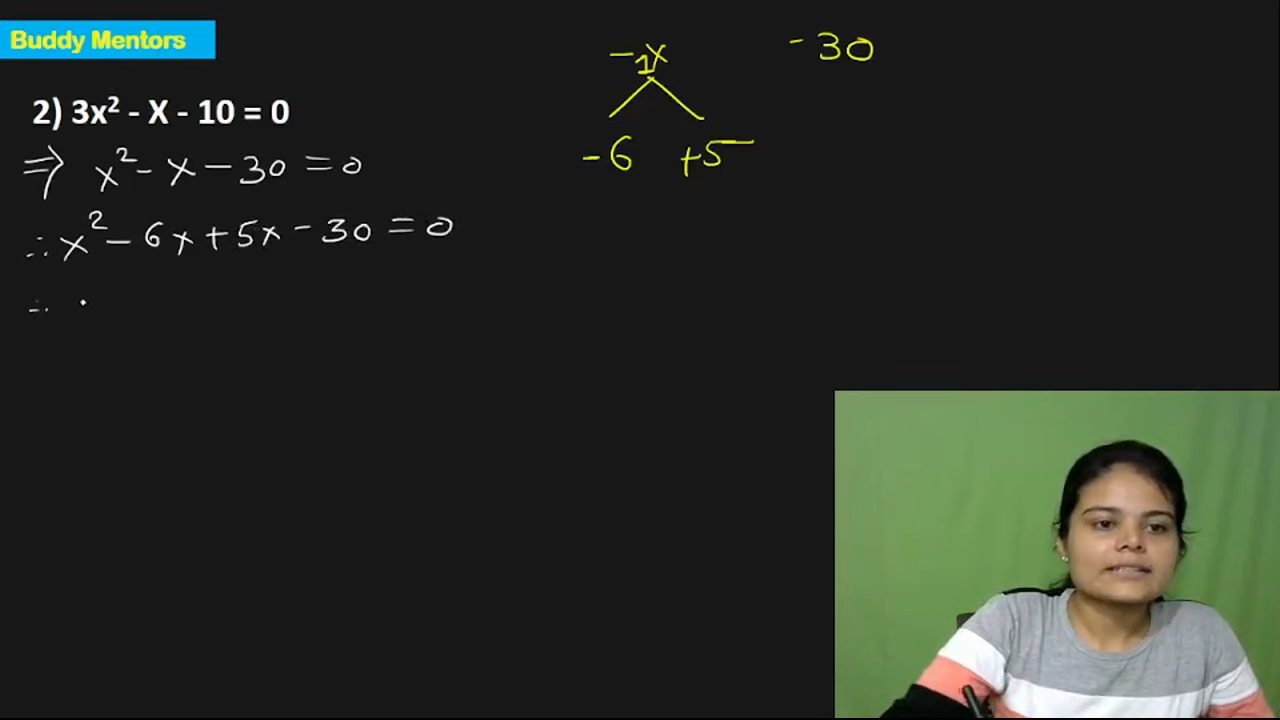 Buddy Mentors
2) 3x² - X - 10 = 0
⇒ x² - x - 30 = 0
∴ x² - 6x + 5x - 30 = 0
∴
-1x
-30
-6 +5